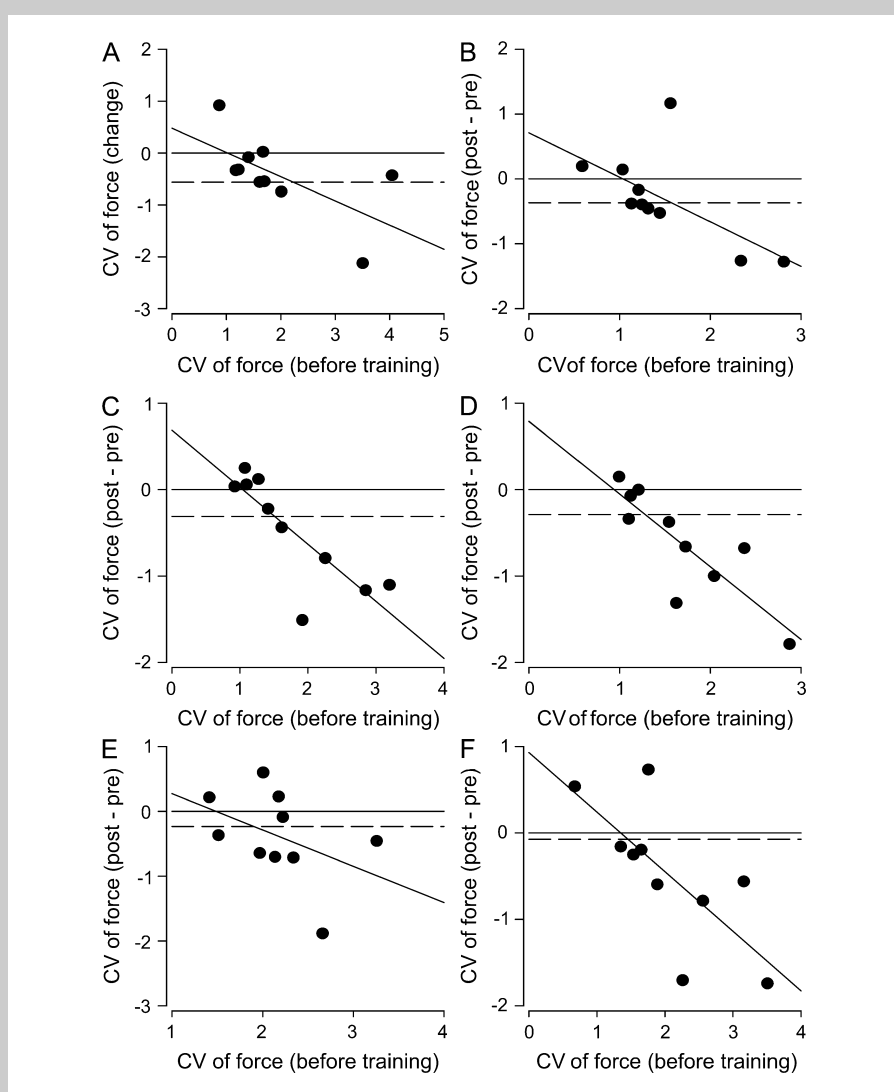 A
B
2
1
0
-1
-2
-3
CV of force (change)
0 1 2 3 4 5
CV of force (before training)
2
1
0
-1
-2
CV of force (post - pre)
0 1 2 3
CVof force (before training)
C
D
1
0
-1
-2
CV of force (post - pre)
0 1 2 3 4
CV of force (before training)
1
0
-1
-2
CV of force (post - pre)
0 1 2 3
CVof force (before training)
E
F
1
0
-1
-2
-3
CV of force (post - pre)
1 2 3 4
CV of force (before training)
1
0
-1
-2
CV of force (post - pre)
0 1 2 3 4
CV of force (before training)